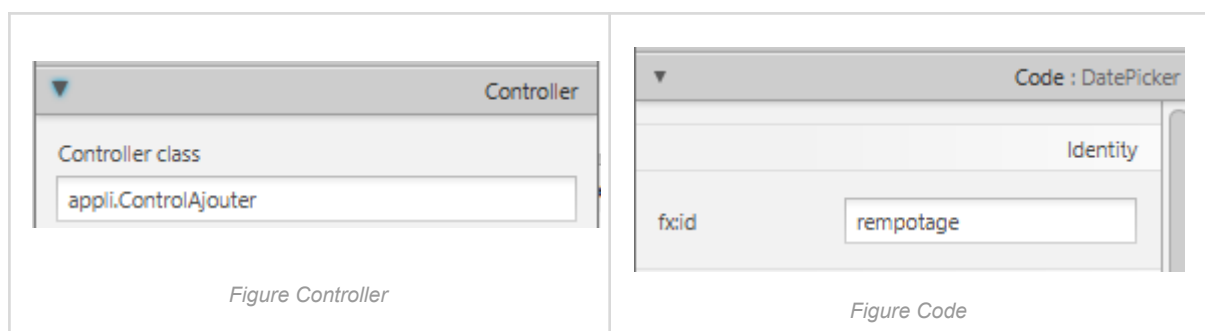 Controller
Controller class
appli.ControlAjouter
Figure Controller
Code : DatePicker
Identity
fx:id
rempotage
Figure Code